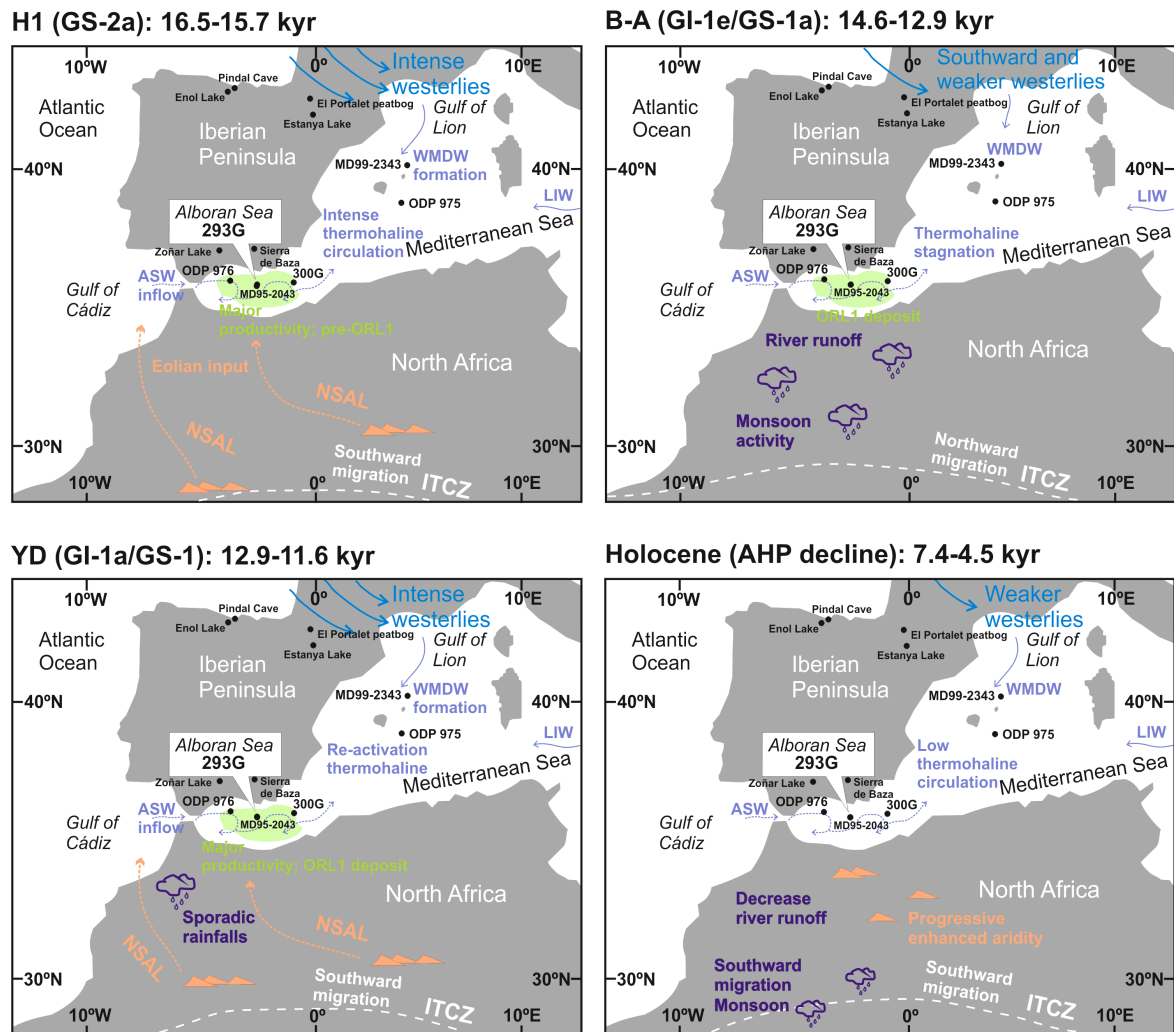 H1 (GS-2a): 16.5-15.7 kyr
10ºW
0º
10ºE
Intense
westerlies
Pindal Cave
Enol Lake
El Portalet peatbog
Estanya Lake
Atlantic
Ocean
Gulf of
Lion
Iberian
Peninsula
40ºN
40ºN
MD99-2343
WMDW
formation
ODP 975
LIW
Alboran Sea
293G
Intense
thermohaline
circulation
Mediterranean Sea
Zoñar Lake
Sierra
de Baza
ODP 976
300G
ASW
inflow
MD95-2043
Gulf of
Cádiz
Major
productivity: pre-ORL1
Eolian input
North Africa
NSAL
NSAL
30ºN
30ºN
Southward
migration
ITCZ
10ºW
0º
10ºE
B-A (GI-1e/GS-1a): 14.6-12.9 kyr
10ºW
0º
10ºE
Southward and
weaker westerlies
Pindal Cave
Enol Lake
El Portalet peatbog
Estanya Lake
Atlantic
Ocean
Gulf of
Lion
Iberian
Peninsula
WMDW
40ºN
40ºN
MD99-2343
ODP 975
LIW
Alboran Sea
293G
Thermohaline
stagnation
Mediterranean Sea
Zoñar Lake
Sierra
de Baza
ODP 976
300G
ASW
MD95-2043
Gulf of
Cádiz
ORL1 deposit
River runoff
North Africa
Monsoon
activity
30ºN
30ºN
Northward
migration
ITCZ
10ºW
0º
10ºE
YD (GI-1a/GS-1): 12.9-11.6 kyr
10ºW
0º
10ºE
Intense
westerlies
Pindal Cave
Enol Lake
El Portalet peatbog
Estanya Lake
Atlantic
Ocean
Gulf of
Lion
Iberian
Peninsula
40ºN
40ºN
MD99-2343
WMDW
formation
ODP 975
LIW
Alboran Sea
293G
Re-activation
thermohaline
Mediterranean Sea
Zoñar Lake
Sierra
de Baza
ODP 976
300G
ASW
inflow
MD95-2043
Gulf of
Cádiz
Major
productivity: ORL1 deposit
North Africa
Sporadic
rainfalls
NSAL
NSAL
30ºN
30ºN
Southward
migration
ITCZ
10ºW
0º
10ºE
Holocene (AHP decline): 7.4-4.5 kyr
10ºW
0º
10ºE
Weaker
westerlies
Pindal Cave
Enol Lake
El Portalet peatbog
Estanya Lake
Atlantic
Ocean
Gulf of
Lion
Iberian
Peninsula
40ºN
40ºN
MD99-2343
WMDW
ODP 975
LIW
Alboran Sea
293G
Low
thermohaline
circulation
Mediterranean Sea
Zoñar Lake
Sierra
de Baza
ODP 976
300G
ASW
MD95-2043
Gulf of
Cádiz
North Africa
Decrease
river runoff
Progressive
enhanced aridity
30ºN
30ºN
Southward
migration
Monsoon
Southward
migration
ITCZ
10ºW
0º
10ºE